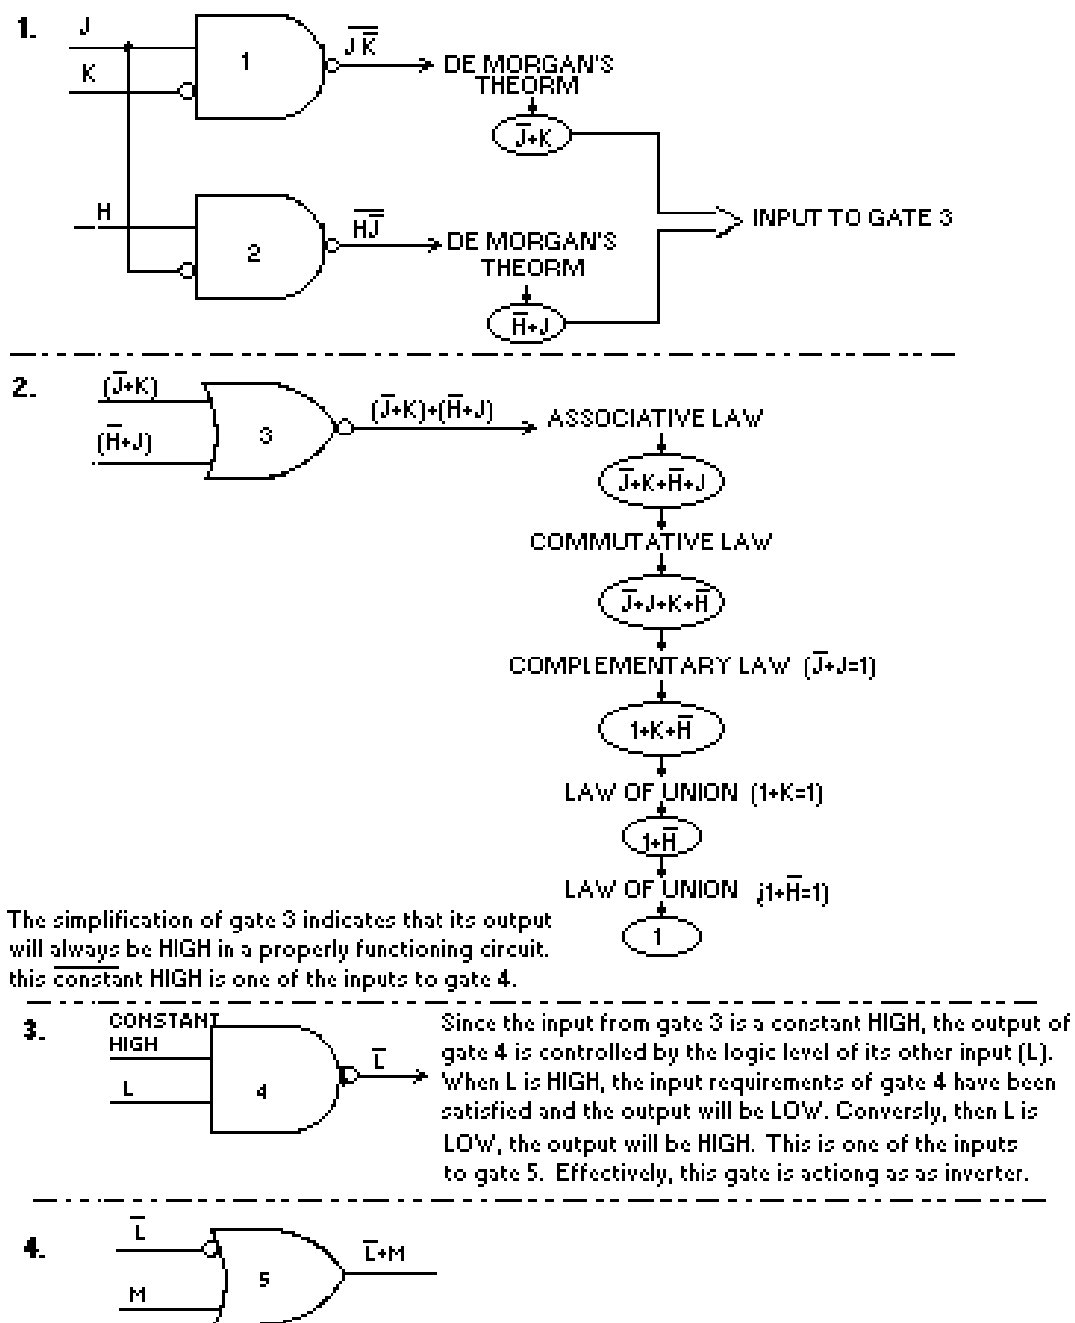 1.
J
K
1
J̅K̅
DE MORGAN'S
THEORM
J̅+K
H
2
H̅J̅
DE MORGAN'S
THEORM
H̅+J
INPUT TO GATE 3
2.
(J̅+K)
(H̅+J)
3
(J̅+K)+(H̅+J)
ASSOCIATIVE LAW
J̅+K+H̅+J
COMMUTATIVE LAW
J̅+J+K+H̅
COMPLEMENTARY LAW (J̅+J=1)
1+K+H̅
LAW OF UNION (1+K=1)
1+H̅
LAW OF UNION (1+H̅=1)
1
The simplification of gate 3 indicates that its output
will always be HIGH in a properly functioning circuit.
this constant HIGH is one of the inputs to gate 4.
3.
CONSTANT
HIGH
L
4
L̅
Since the input from gate 3 is a constant HIGH, the output of
gate 4 is controlled by the logic level of its other input (L).
When L is HIGH, the input requirements of gate 4 have been
satisfied and the output will be LOW. Conversly, then L is
LOW, the output will be HIGH. This is one of the inputs
to gate 5. Effectively, this gate is actiong as as inverter.
4.
L̅
M
5
L̅+M